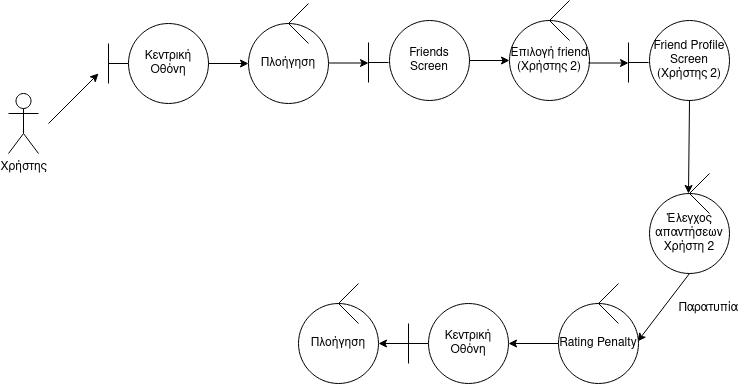 Χρήστης
Κεντρική
Οθόνη
Πλοήγηση
Friends
Screen
Επιλογή friend
(Χρήστης 2)
Friend Profile
Screen
(Χρήστης 2)
Έλεγχος
απαντήσεων
Χρήστη 2
Παρατυπία
Rating Penalty
Κεντρική
Οθόνη
Πλοήγηση